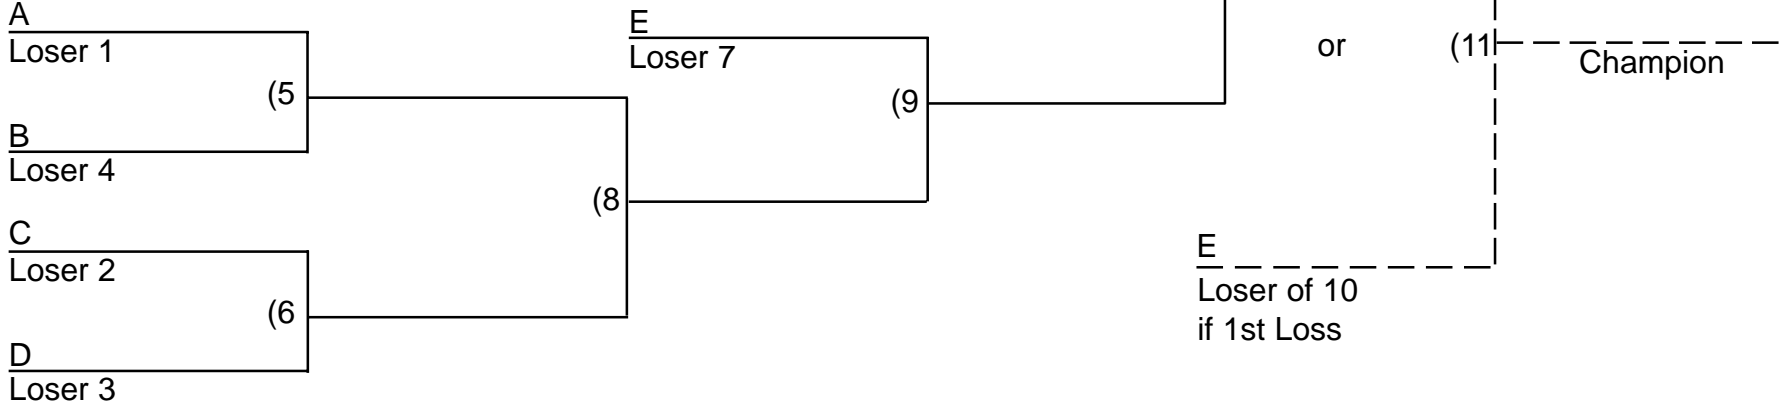 A
Loser 1
(5
B
Loser 4
C
Loser 2
(6
D
Loser 3
(8
E
Loser 7
(9
or
(11
Champion
E
Loser of 10
if 1st Loss